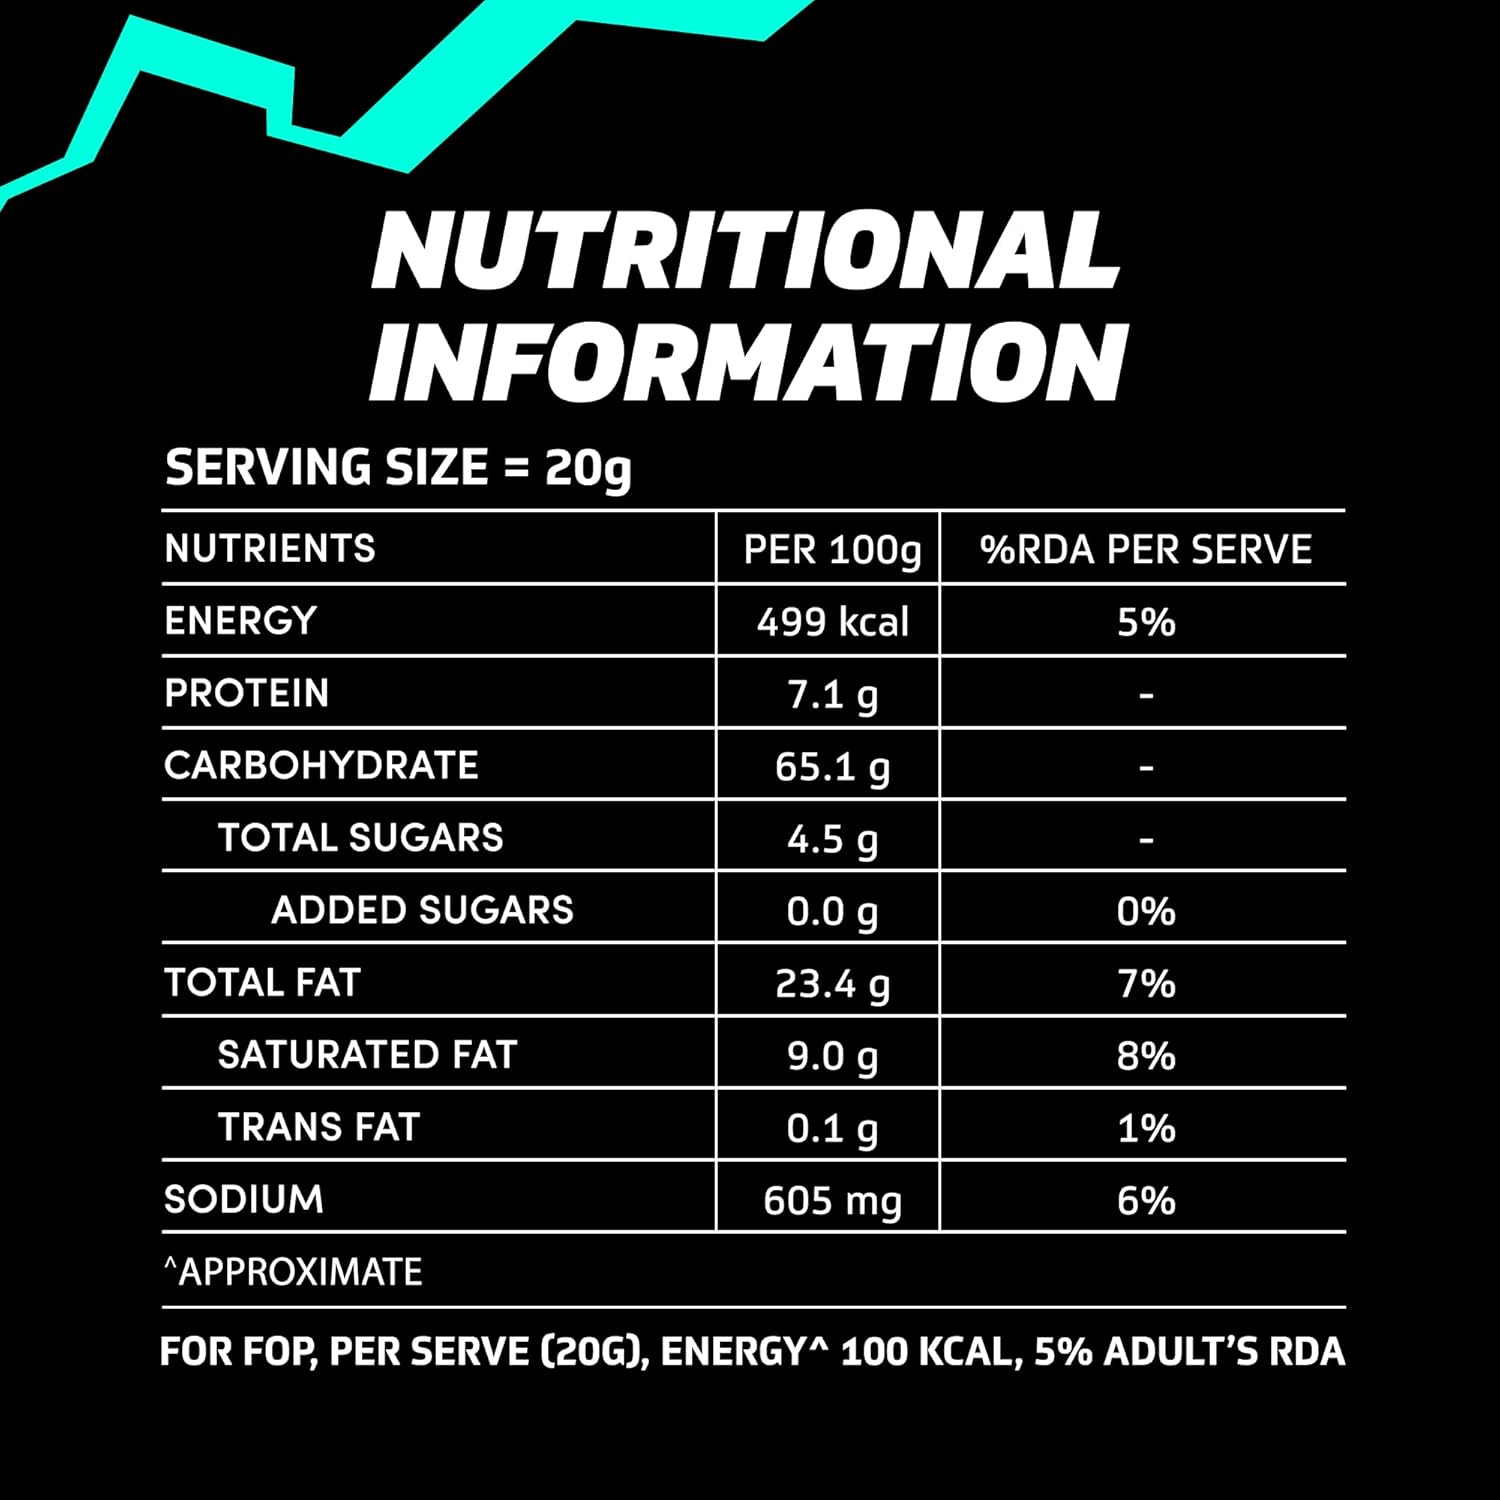 NUTRITIONAL
INFORMATION
SERVING SIZE = 20g
NUTRIENTS PER 100g %RDA PER SERVE
ENERGY 499 kcal 5%
PROTEIN 7.1 g -
CARBOHYDRATE 65.1 g -
TOTAL SUGARS 4.5 g -
ADDED SUGARS 0.0 g 0%
TOTAL FAT 23.4 g 7%
SATURATED FAT 9.0 g 8%
TRANS FAT 0.1 g 1%
SODIUM 605 mg 6%
^APPROXIMATE
FOR FOP, PER SERVE (20G), ENERGY^ 100 KCAL, 5% ADULT'S RDA